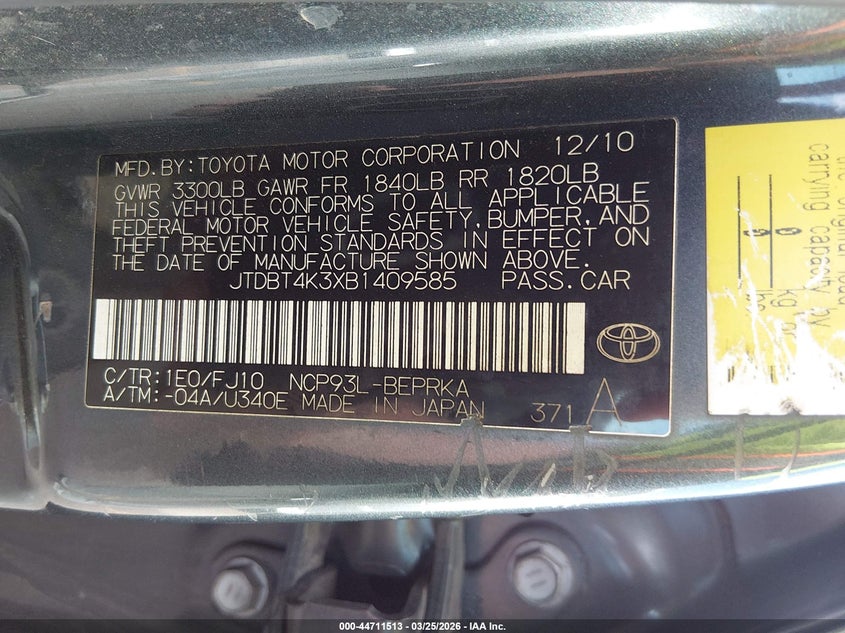 MFD.BY:TOYOTA MOTOR CORPORATION 12/10
GVWR 3300LB GAWR FR 1840LB RR 1820LB
THIS VEHICLE CONFORMS TO ALL APPLICABLE
FEDERAL MOTOR VEHICLE SAFETY, BUMPER, AND
THEFT PREVENTION STANDARDS IN EFFECT ON
THE DATE OF MANUFACTURE SHOWN ABOVE.
JTDBT4K3XB1409585 PASS.CAR
C/TR:1E0/FJ10 NCP93L-BEPRKA
A/TM:-04A/U340E MADE IN JAPAN 371 A
carrying capacity
kg
000-44711513 - 03/25/2026 - IAA Inc.